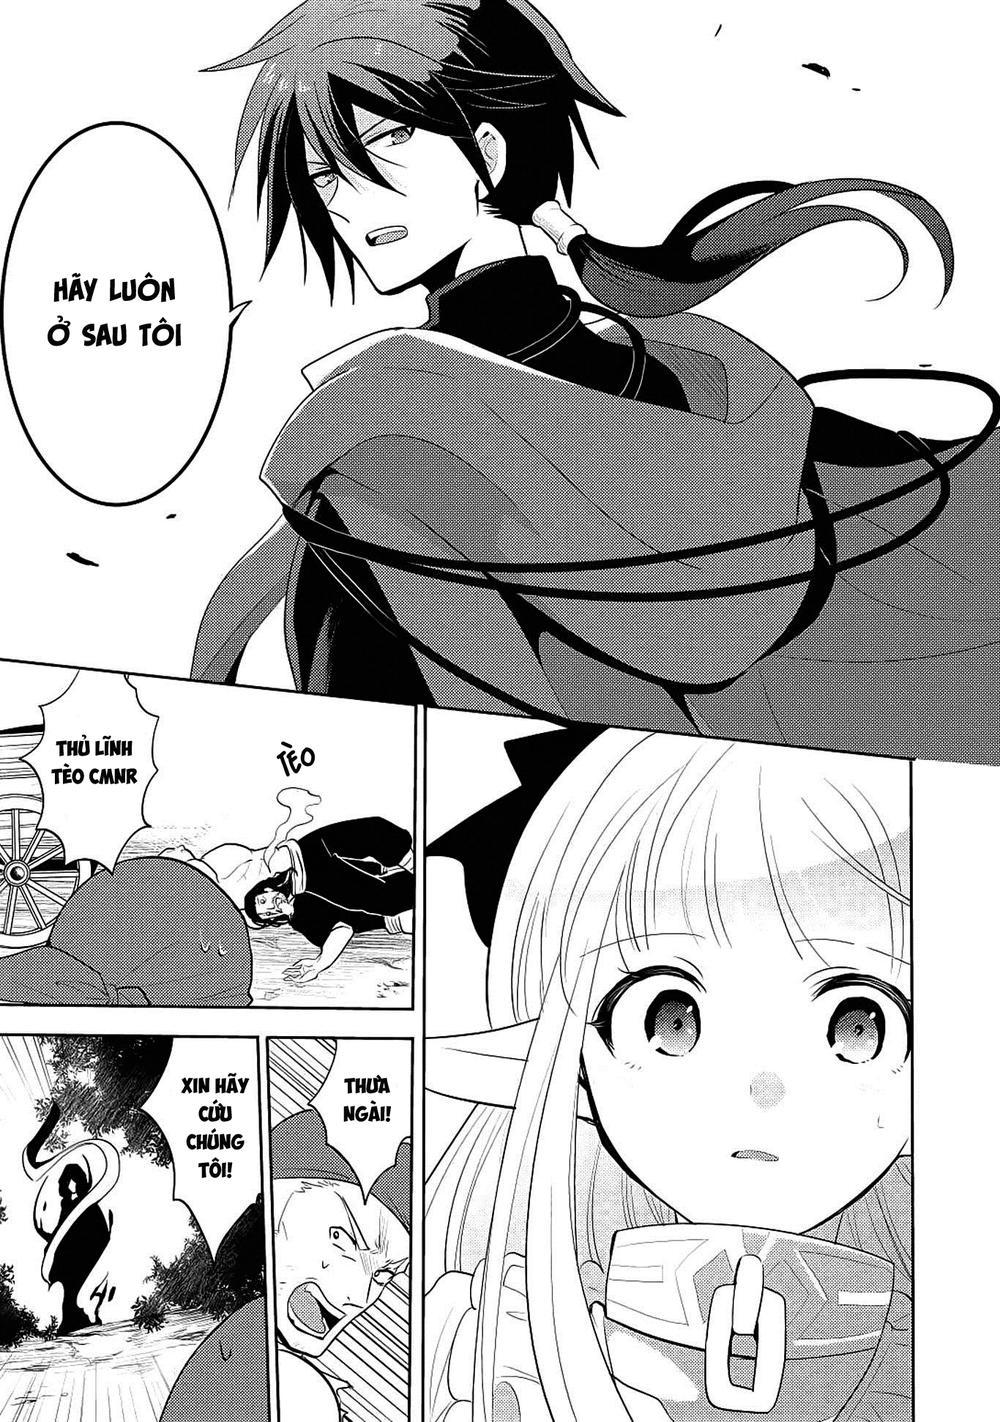 HÃY LUÔN
Ở SAU TÔI
THỦ LĨNH
TÈO CMNR
TÈO
THƯA
NGÀI!
XIN HÃY
CỨU
CHÚNG
TÔI!